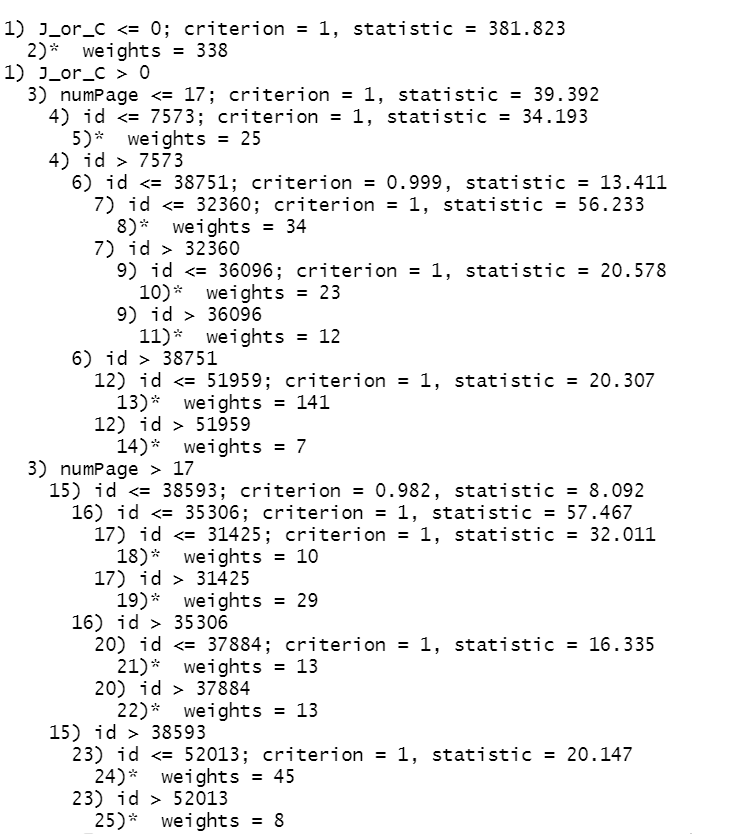 1) J_or_C <= 0; criterion = 1, statistic = 381.823
2)* weights = 338
1) J_or_C > 0
3) numPage <= 17; criterion = 1, statistic = 39.392
4) id <= 7573; criterion = 1, statistic = 34.193
5)* weights = 25
4) id > 7573
6) id <= 38751; criterion = 0.999, statistic = 13.411
7) id <= 32360; criterion = 1, statistic = 56.233
8)* weights = 34
7) id > 32360
9) id <= 36096; criterion = 1, statistic = 20.578
10)* weights = 23
9) id > 36096
11)* weights = 12
6) id > 38751
12) id <= 51959; criterion = 1, statistic = 20.307
13)* weights = 141
12) id > 51959
14)* weights = 7
3) numPage > 17
15) id <= 38593; criterion = 0.982, statistic = 8.092
16) id <= 35306; criterion = 1, statistic = 57.467
17) id <= 31425; criterion = 1, statistic = 32.011
18)* weights = 10
17) id > 31425
19)* weights = 29
16) id > 35306
20) id <= 37884; criterion = 1, statistic = 16.335
21)* weights = 13
20) id > 37884
22)* weights = 13
15) id > 38593
23) id <= 52013; criterion = 1, statistic = 20.147
24)* weights = 45
23) id > 52013
25)* weights = 8